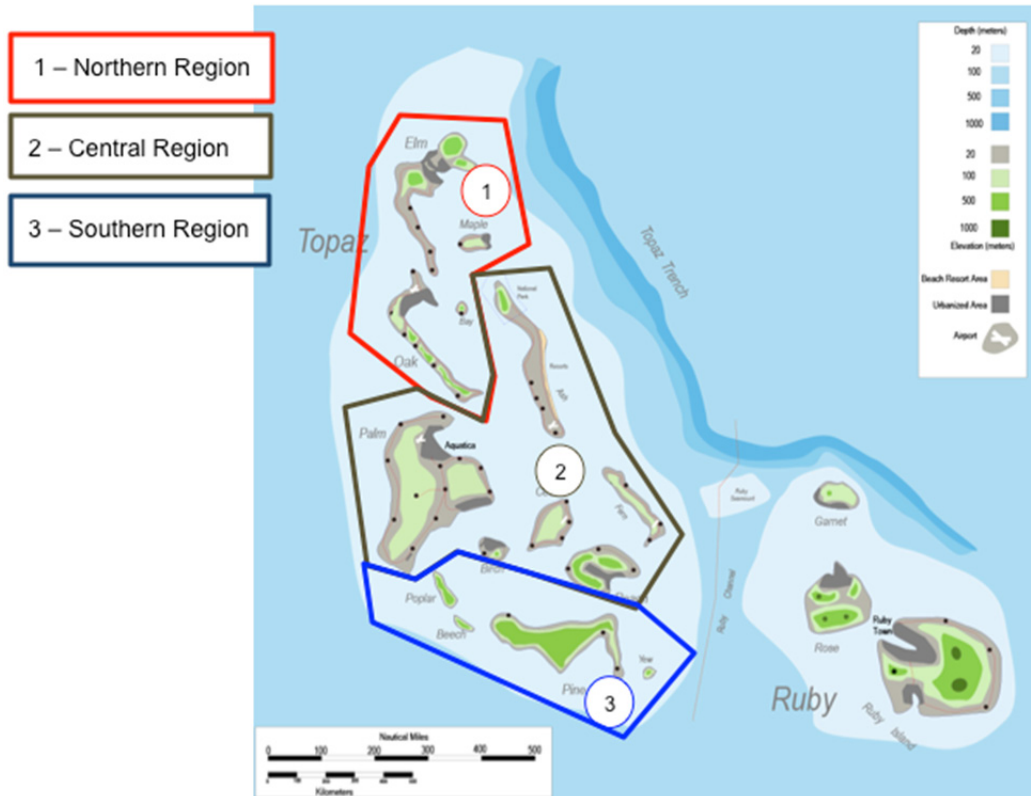 1 – Northern Region
2 – Central Region
3 – Southern Region
Topaz
Elm
1
Maple
Bay
Oak
National
Park
Resorts
Ash
Topaz Trench
Palm
Aquatica
2
Fern
Poplar
Beech
Pine
Yew
3
Ruby
Seamount
Ruby Channel
Garnet
Rose
Ruby
Town
Ruby Island
Ruby
Depth (meters)
20
100
500
1000
20
100
500
1000
Elevation (meters)
Beach Resort Area
Urbanized Area
Airport
Nautical Miles
0 100 200 300 400 500
Kilometers